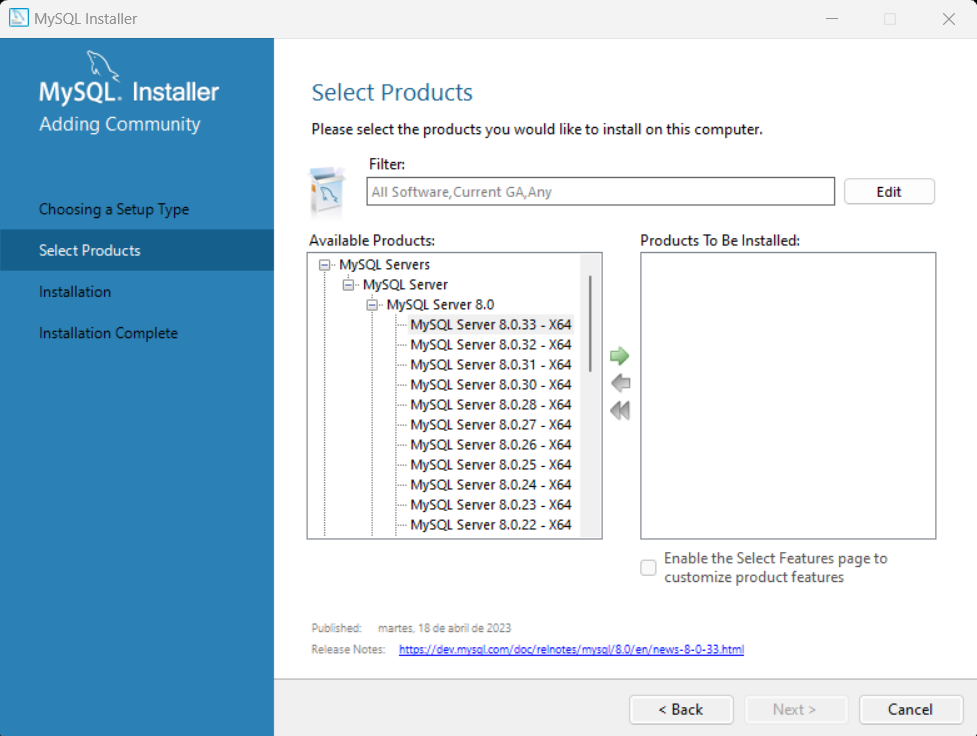 MySQL Installer
MySQL. Installer
Adding Community
Choosing a Setup Type
Select Products
Installation
Installation Complete
Select Products
Please select the products you would like to install on this computer.
Filter:
All Software,Current GA,Any
Edit
Available Products:
MySQL Servers
MySQL Server
MySQL Server 8.0
MySQL Server 8.0.33 - X64
MySQL Server 8.0.32 - X64
MySQL Server 8.0.31 - X64
MySQL Server 8.0.30 - X64
MySQL Server 8.0.28 - X64
MySQL Server 8.0.27 - X64
MySQL Server 8.0.26 - X64
MySQL Server 8.0.25 - X64
MySQL Server 8.0.24 - X64
MySQL Server 8.0.23 - X64
MySQL Server 8.0.22 - X64
Products To Be Installed:
Enable the Select Features page to
customize product features
Published: martes, 18 de abril de 2023
Release Notes: https://dev.mysql.com/doc/relnotes/mysql/8.0/en/news-8-0-33.html
< Back
Next >
Cancel